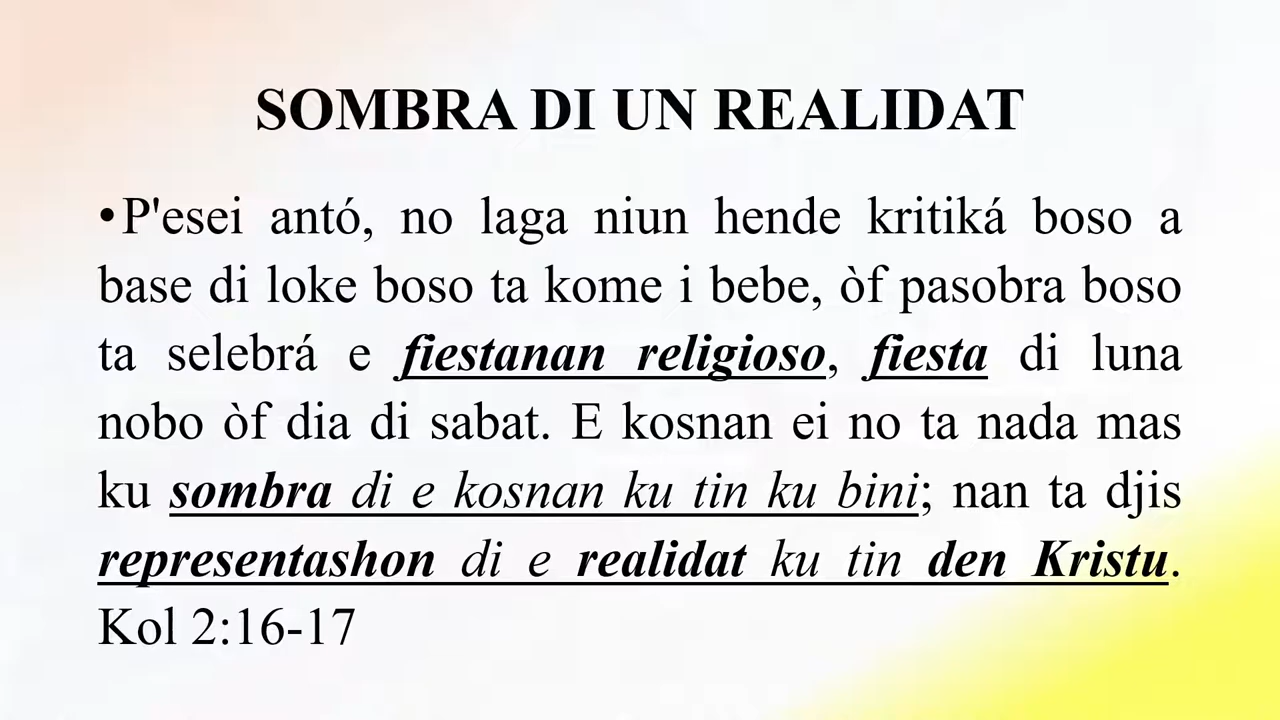 SOMBRA DI UN REALIDAT
•P'esei antó, no laga niun hende kritiká boso a
base di loke boso ta kome i bebe, òf pasobra boso
ta selebrá e fiestanan religioso, fiesta di luna
nobo òf dia di sabat. E kosnan ei no ta nada mas
ku sombra di e kosnan ku tin ku bini; nan ta djis
representashon di e realidat ku tin den Kristu.
Kol 2:16-17